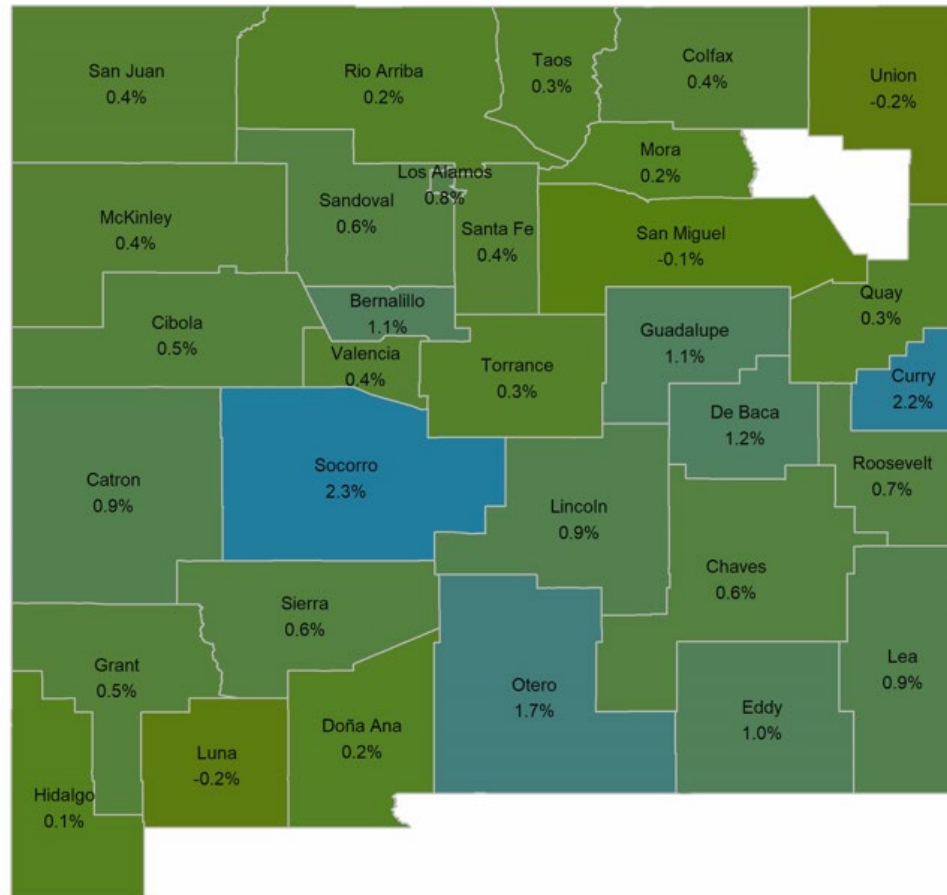 San Juan
0.4%
Rio Arriba
0.2%
Taos
0.3%
Colfax
0.4%
Union
-0.2%
Mora
0.2%
Los Alamos
0.8%
McKinley
0.4%
Sandoval
0.6%
Santa Fe
0.4%
San Miguel
-0.1%
Quay
0.3%
Bernalillo
1.1%
Cibola
0.5%
Guadalupe
1.1%
Valencia
0.4%
Torrance
0.3%
Curry
2.2%
De Baca
1.2%
Catron
0.9%
Socorro
2.3%
Roosevelt
0.7%
Lincoln
0.9%
Chaves
0.6%
Sierra
0.6%
Grant
0.5%
Otero
1.7%
Lea
0.9%
Eddy
1.0%
Doña Ana
0.2%
Luna
-0.2%
Hidalgo
0.1%